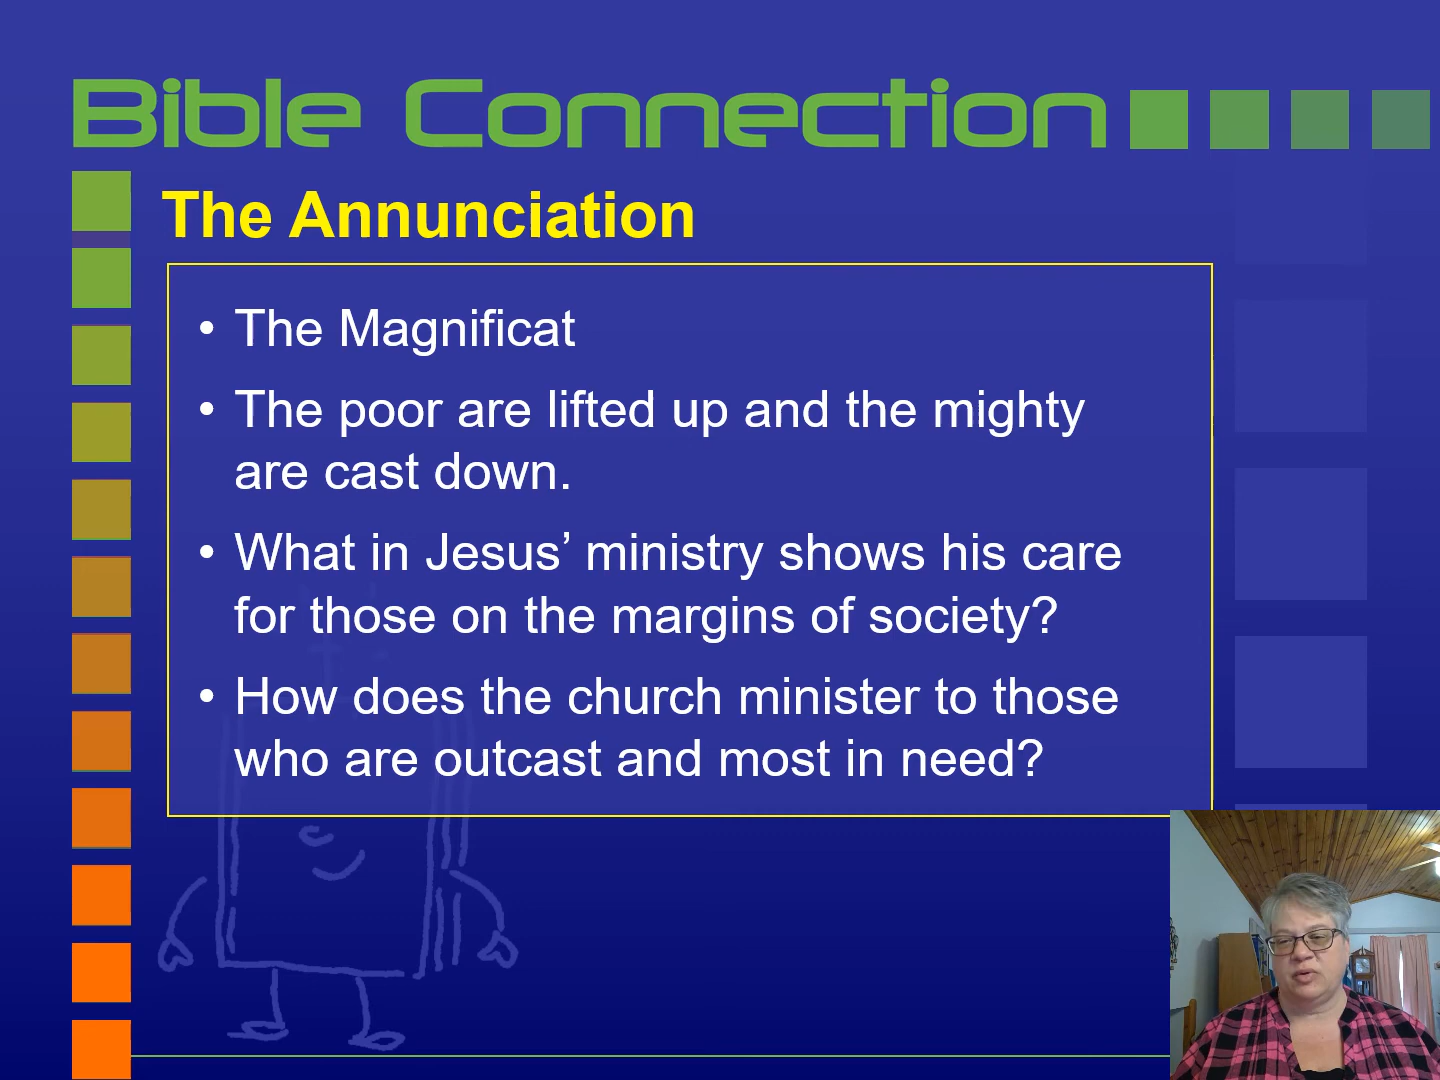 Bible Connection
The Annunciation
• The Magnificat
• The poor are lifted up and the mighty
are cast down.
• What in Jesus’ ministry shows his care
for those on the margins of society?
• How does the church minister to those
who are outcast and most in need?